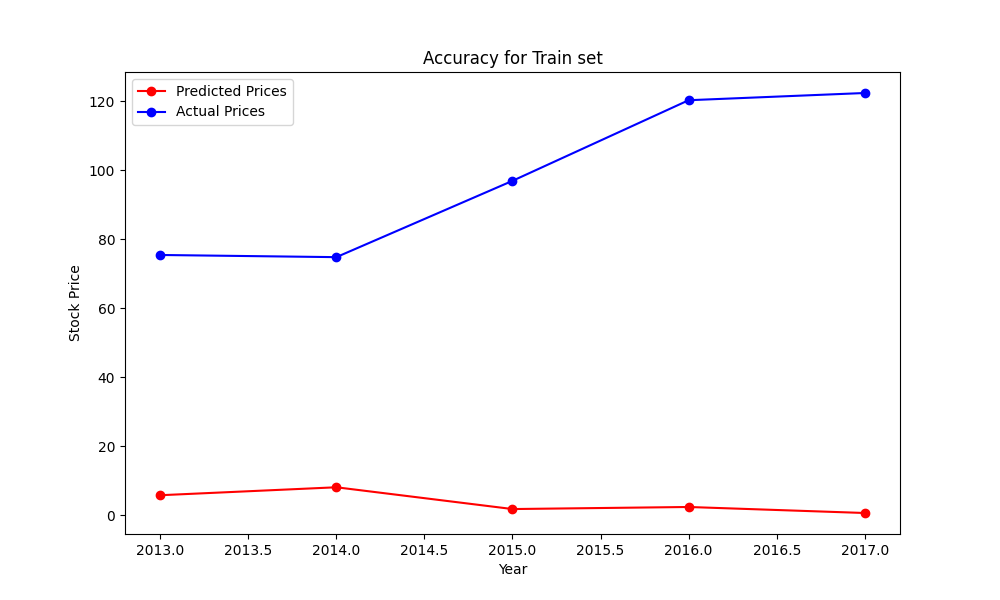 Accuracy for Train set
Predicted Prices
Actual Prices
Stock Price
120
100
80
60
40
20
0
2013.0 2013.5 2014.0 2014.5 2015.0 2015.5 2016.0 2016.5 2017.0
Year